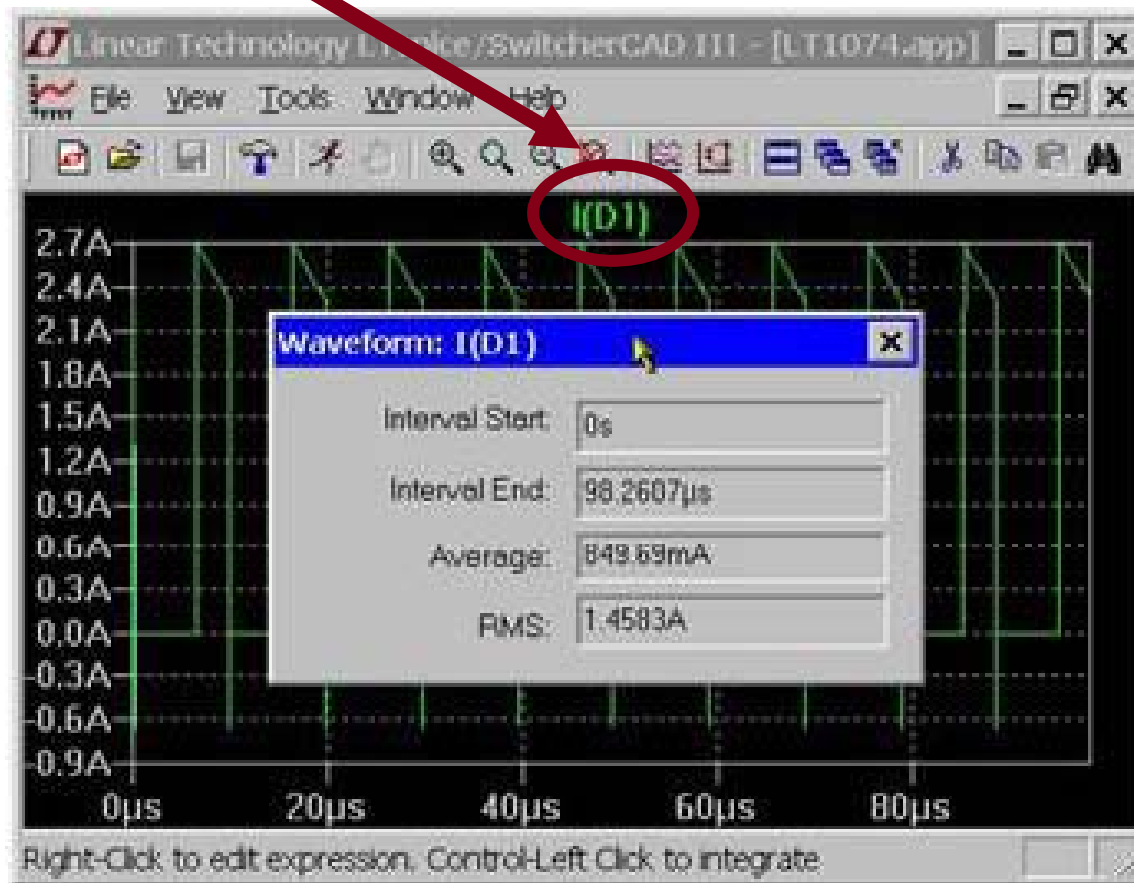 Linear Technology LTspice/SwitcherCAD III - [LT1074.app]
File View Tools Window Help
I(D1)
2.7A
2.4A
2.1A
1.8A
1.5A
1.2A
0.9A
0.6A
0.3A
0.0A
-0.3A
-0.6A
-0.9A
Waveform: I(D1)
Interval Start: 0s
Interval End: 98.2607µs
Average: 849.69mA
RMS: 1.4583A
0µs 20µs 40µs 60µs 80µs
Right-Click to edit expression. Control-Left Click to integrate